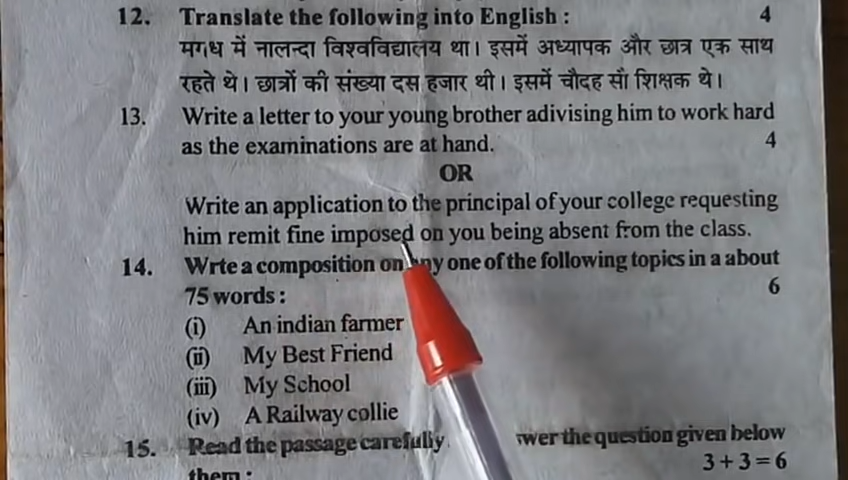 12. Translate the following into English : 4
मगध में नालन्दा विश्वविद्यालय था। इसमें अध्यापक और छात्र एक साथ
रहते थे। छात्रों की संख्या दस हजार थी। इसमें चौदह सौ शिक्षक थे।
13. Write a letter to your young brother adivising him to work hard
as the examinations are at hand. 4
OR
Write an application to the principal of your college requesting
him remit fine imposed on you being absent from the class.
14. Wrte a composition on any one of the following topics in a about
75 words : 6
(i) An indian farmer
(ii) My Best Friend
(iii) My School
(iv) A Railway collie
15. Read the passage carefully the question given below
them : 3 + 3 = 6